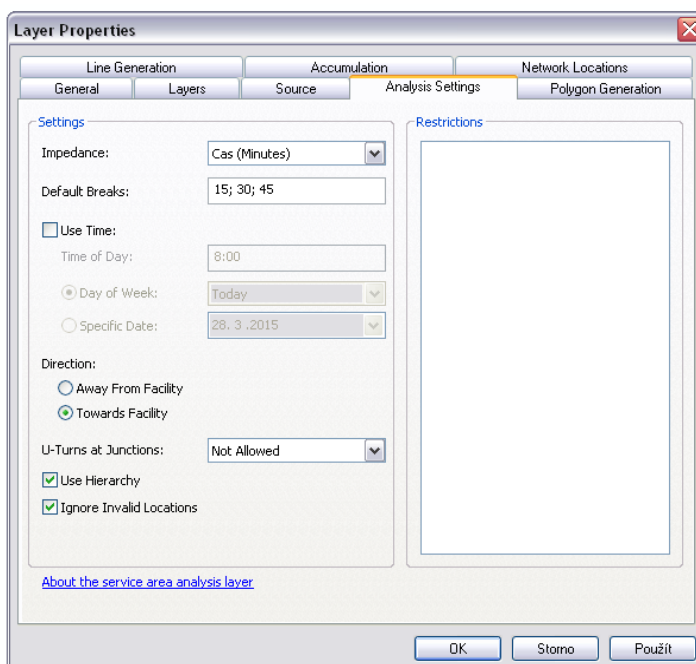 Layer Properties
Line Generation Accumulation Network Locations
General Layers Source Analysis Settings Polygon Generation
Settings
Impedance: Cas (Minutes)
Default Breaks: 15; 30; 45
Use Time:
Time of Day: 8:00
Day of Week: Today
Specific Date: 28. 3 .2015
Direction:
Away From Facility
Towards Facility
U-Turns at Junctions: Not Allowed
Use Hierarchy
Ignore Invalid Locations
About the service area analysis layer
Restrictions
OK Storno Použít